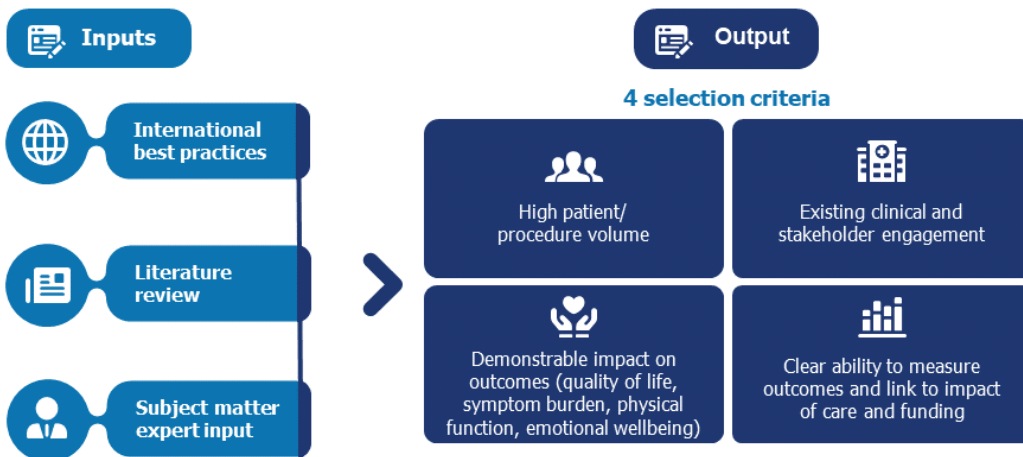 Inputs
International
best practices
Literature
review
Subject matter
expert input
Output
4 selection criteria
High patient/
procedure volume
Existing clinical and
stakeholder engagement
Demonstrable impact on
outcomes (quality of life,
symptom burden, physical
function, emotional wellbeing)
Clear ability to measure
outcomes and link to impact
of care and funding